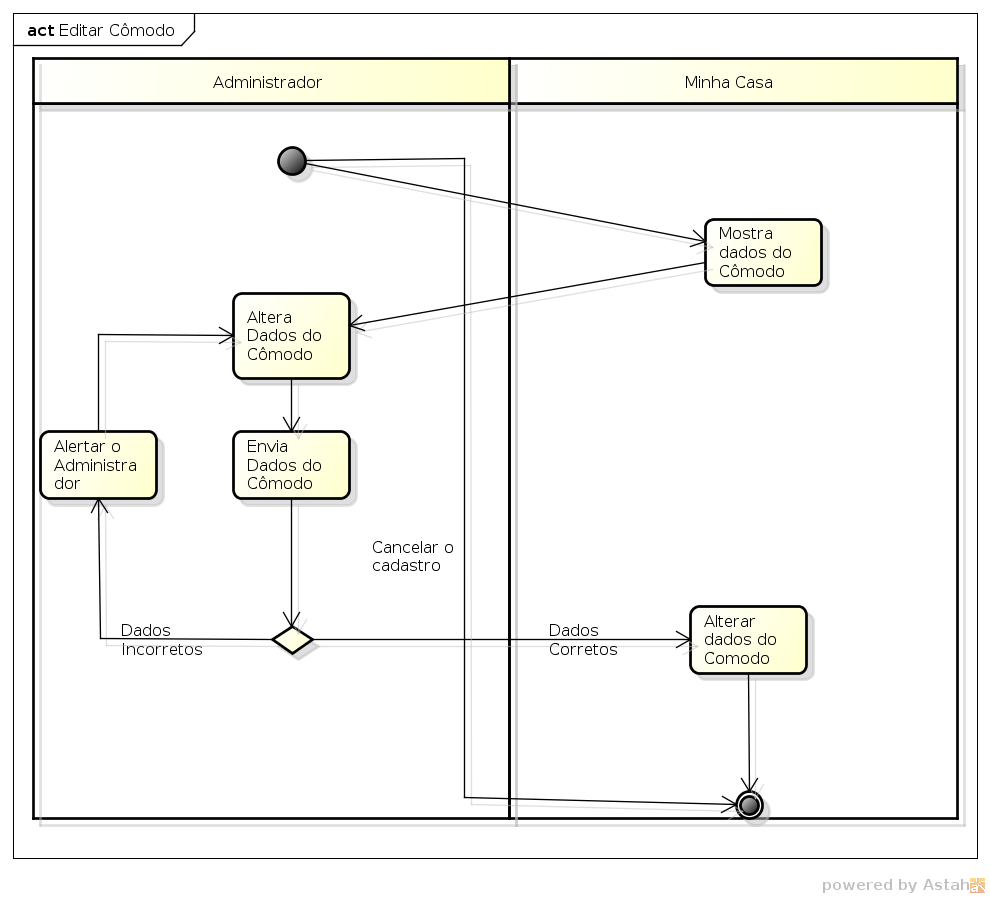 act Editar Cômodo
Administrador
Minha Casa
Mostra
dados do
Cômodo
Altera
Dados do
Cômodo
Alertar o
Administra
dor
Envia
Dados do
Cômodo
Cancelar o
cadastro
Dados
Incorretos
Dados
Corretos
Alterar
dados do
Comodo
powered by Astah